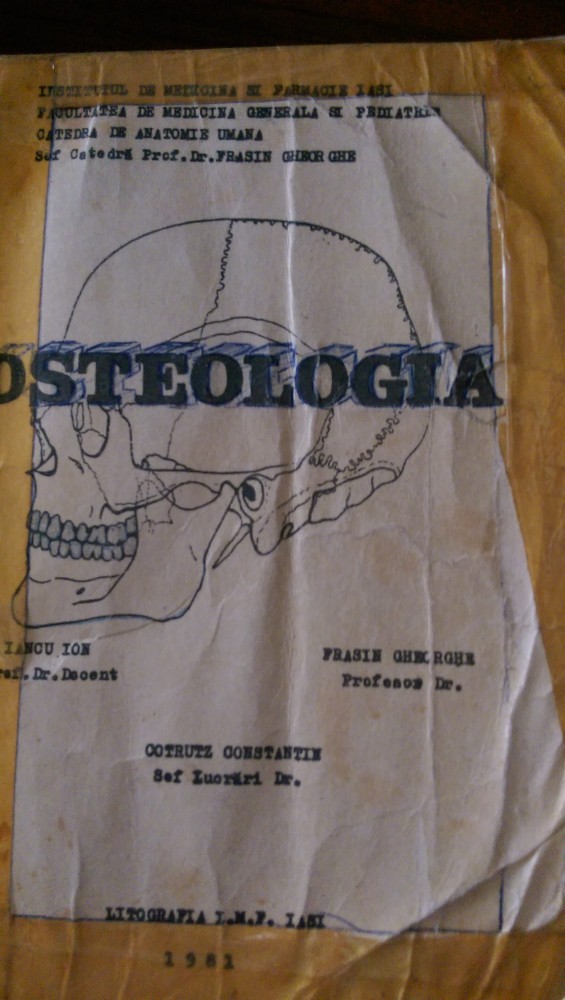 INSTITUTUL DE MEDICINA SI FARMACIE IASI
FACULTATEA DE MEDICINA GENERALA SI PEDIATRIE
CATEDRA DE ANATOMIE UMANA
Sef Catedră Prof.Dr.FRASIN GHEORGHE
OSTEOLOGIA
IANCU ION
FRASIN GHEORGHE
Prof.Dr.Docent
Profesor Dr.
COTRUTZ CONSTANTIN
Sef Lucrări Dr.
LITOGRAFIA I.M.F. IASI
1981